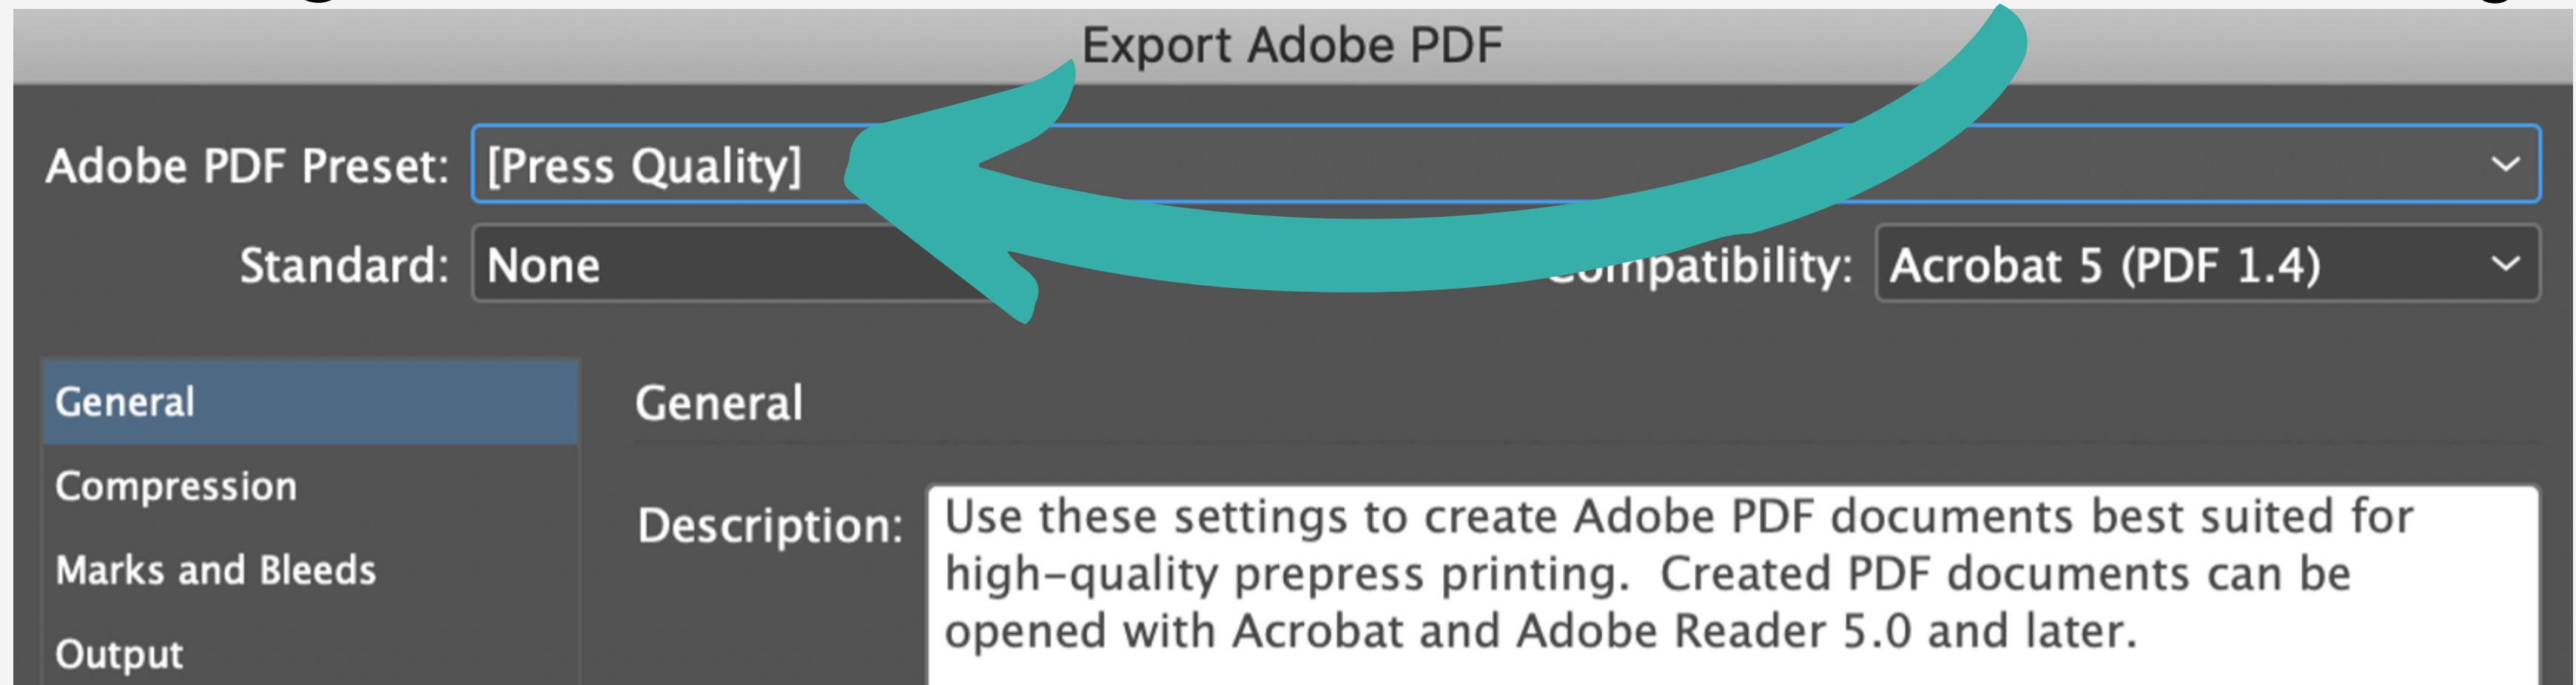 Export Adobe PDF
Adobe PDF Preset: [Press Quality]
Standard: None
Acrobat 5 (PDF 1.4)
General
General
Compression
Description: Use these settings to create Adobe PDF documents best suited for
high-quality prepress printing.  Created PDF documents can be
Marks and Bleeds
opened with Acrobat and Adobe Reader 5.0 and later.
Output